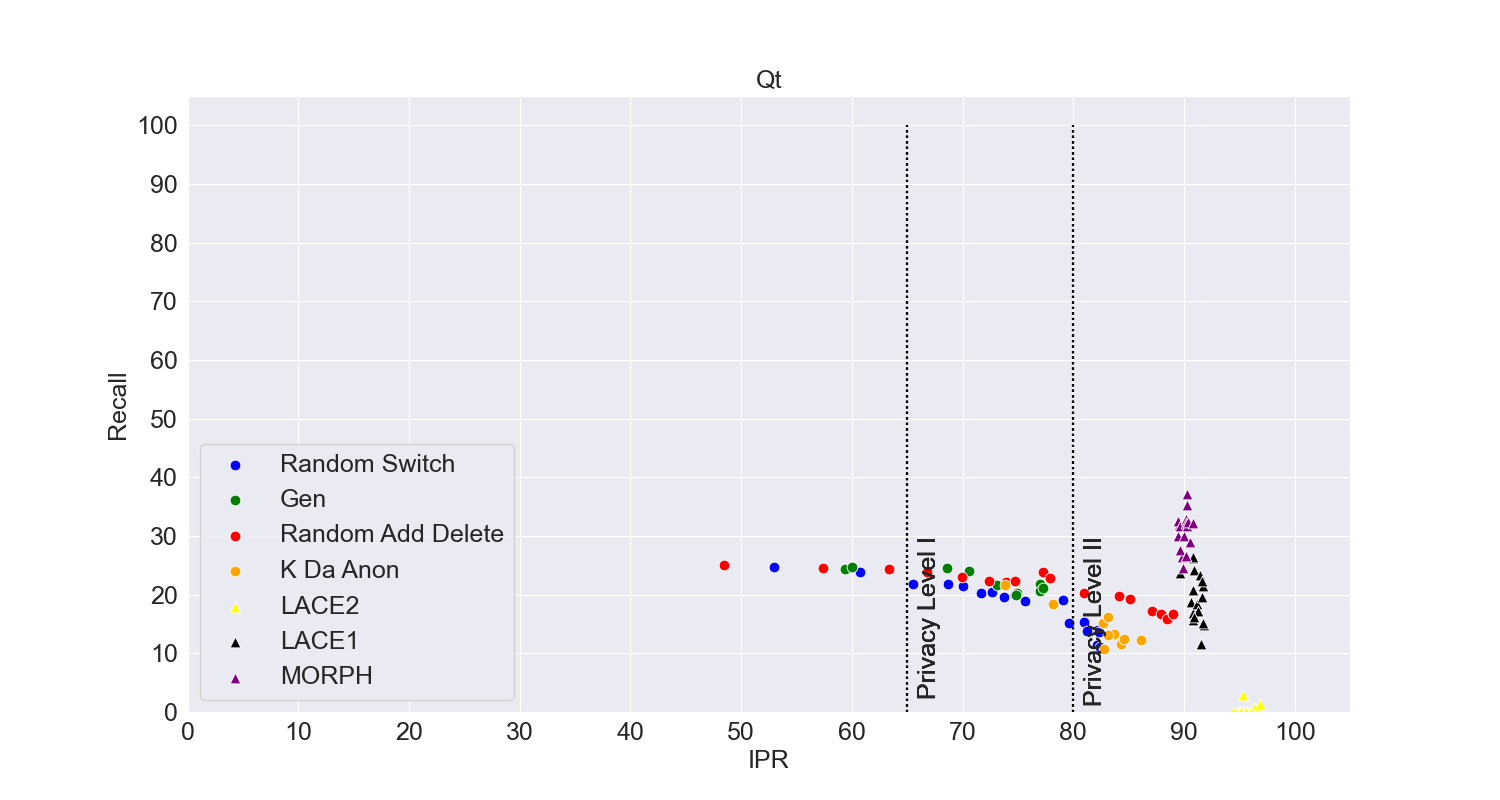 Qt
100
90
80
70
60
50
40
30
20
10
0
Recall
Random Switch
Gen
Random Add Delete
K Da Anon
LACE2
LACE1
MORPH
Privacy Level I
Privacy Level II
0 10 20 30 40 50 60 70 80 90 100
IPR